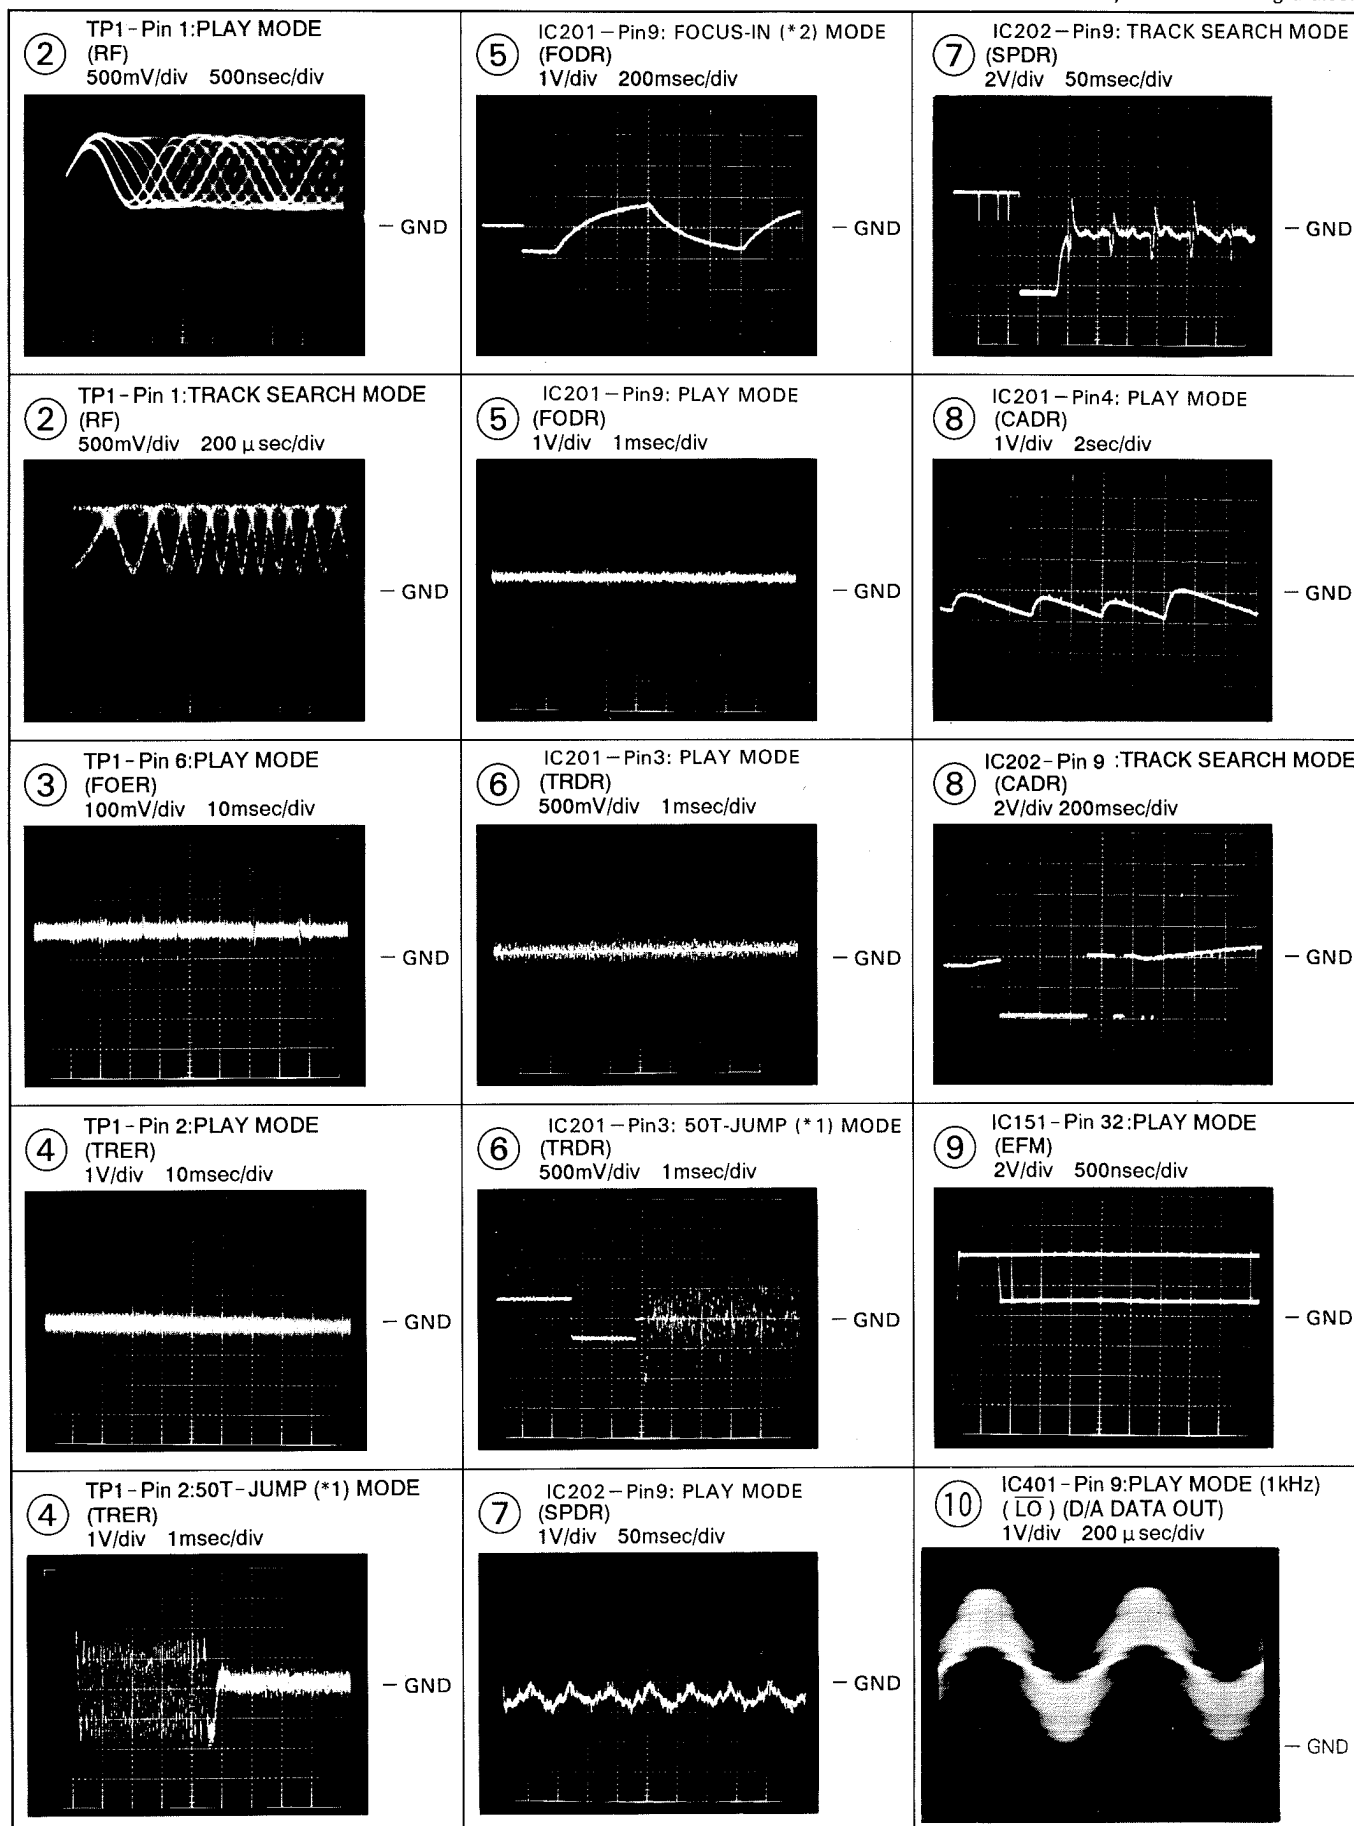 ② TP1-Pin 1:PLAY MODE
(RF)
500mV/div 500nsec/div
- GND
② TP1-Pin 1:TRACK SEARCH MODE
(RF)
500mV/div 200 μ sec/div
- GND
③ TP1-Pin 6:PLAY MODE
(FOER)
100mV/div 10msec/div
- GND
④ TP1-Pin 2:PLAY MODE
(TRER)
1V/div 10msec/div
- GND
④ TP1-Pin 2:50T-JUMP (*1) MODE
(TRER)
1V/div 1msec/div
- GND
⑤ IC201-Pin9: FOCUS-IN (*2) MODE
(FODR)
1V/div 200msec/div
- GND
⑤ IC201-Pin9: PLAY MODE
(FODR)
1V/div 1msec/div
- GND
⑥ IC201-Pin3: PLAY MODE
(TRDR)
500mV/div 1msec/div
- GND
⑥ IC201-Pin3: 50T-JUMP (*1) MODE
(TRDR)
500mV/div 1msec/div
- GND
⑦ IC202-Pin9: PLAY MODE
(SPDR)
1V/div 50msec/div
- GND
⑦ IC202-Pin9: TRACK SEARCH MODE
(SPDR)
2V/div 50msec/div
- GND
⑧ IC201-Pin4: PLAY MODE
(CADR)
1V/div 2sec/div
- GND
⑧ IC202-Pin 9 :TRACK SEARCH MODE
(CADR)
2V/div 200msec/div
- GND
⑨ IC151-Pin 32:PLAY MODE
(EFM)
2V/div 500nsec/div
- GND
⑩ IC401-Pin 9:PLAY MODE (1kHz)
( L̅O̅ ) (D/A DATA OUT)
1V/div 200 μ sec/div
- GND